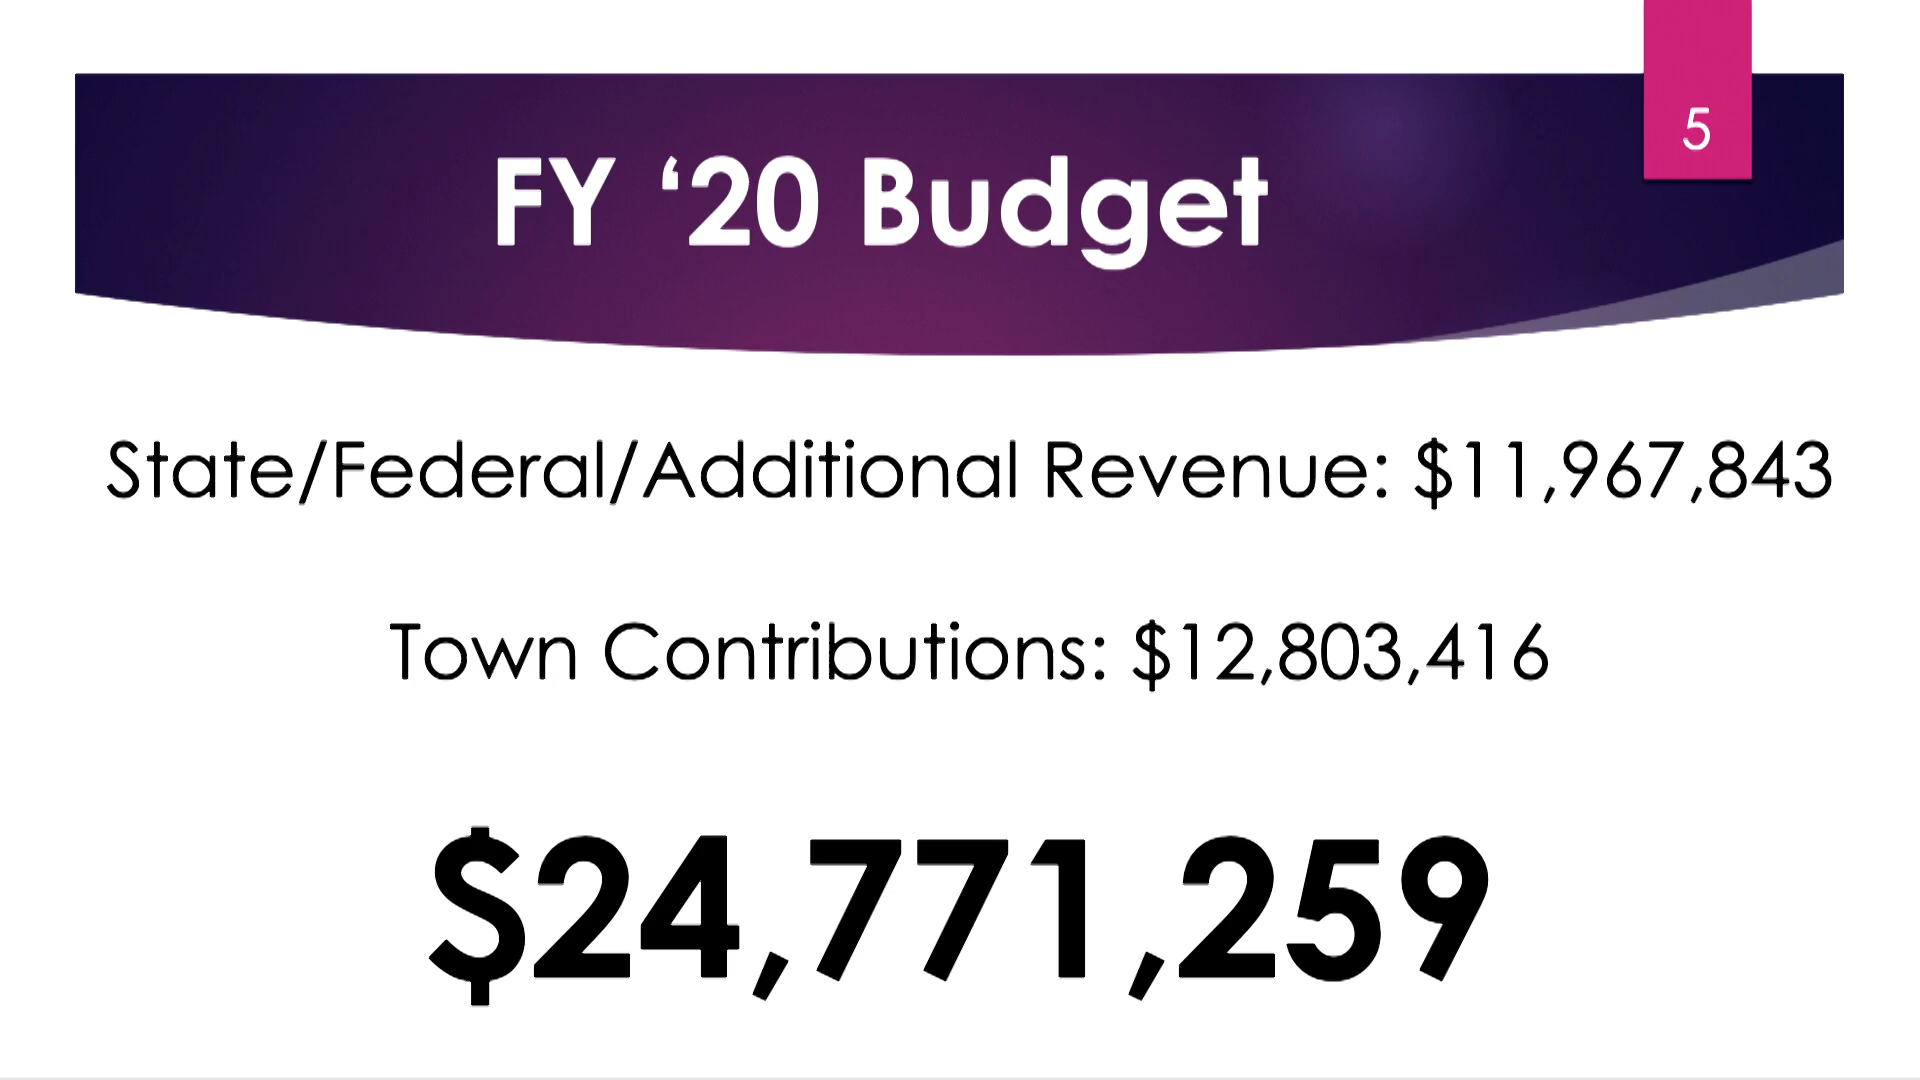 5
FY ‘20 Budget
State/Federal/Additional Revenue: $11,967,843
Town Contributions: $12,803,416
$24,771,259